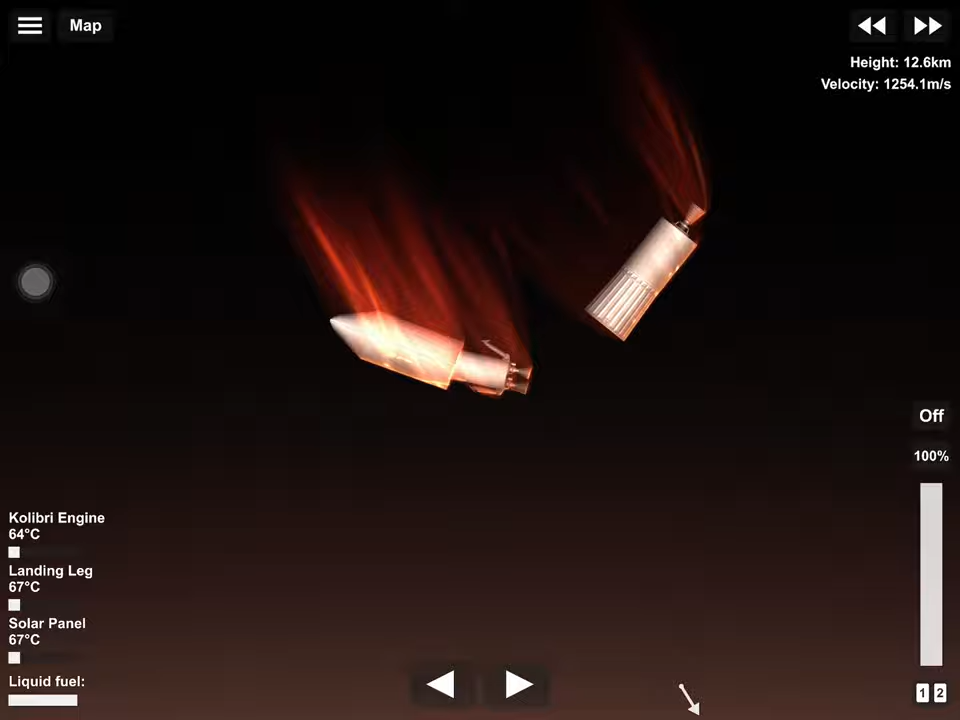 Map
Height: 12.6km
Velocity: 1254.1m/s
Off
100%
Kolibri Engine
64°C
Landing Leg
67°C
Solar Panel
67°C
Liquid fuel:
1 2